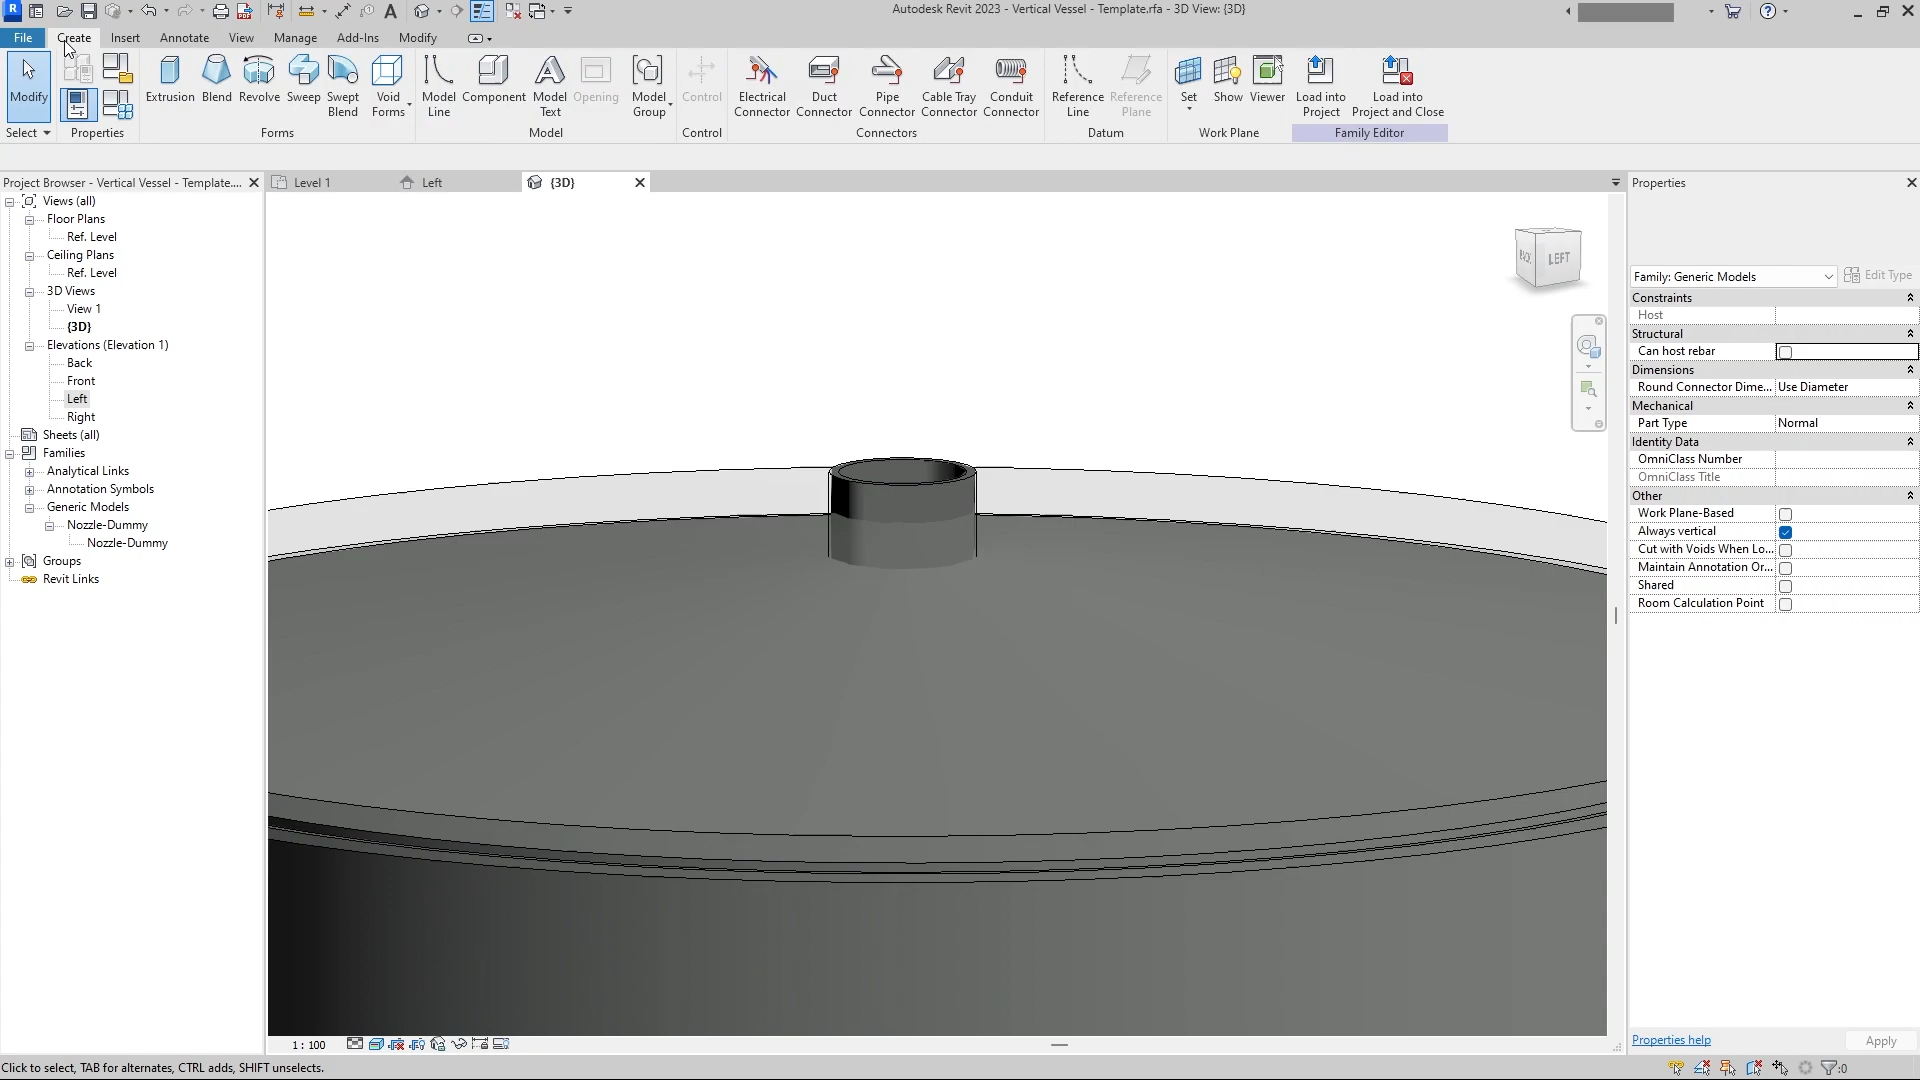 Autodesk Revit 2023 - Vertical Vessel - Template.rfa - 3D View: {3D}
File Create Insert Annotate View Manage Add-Ins Modify
Modify
Extrusion Blend Revolve Sweep Swept Blend Void Forms
Model Line Component Model Text Opening Model Group
Control
Electrical Connector Duct Connector Pipe Connector Cable Tray Connector Conduit Connector
Reference Line Reference Plane
Set Show Viewer
Load into Project Load into Project and Close
Select Properties Forms Model Control Connectors Datum Work Plane Family Editor
Project Browser - Vertical Vessel - Template....
Level 1 Left {3D}
Views (all)
Floor Plans
Ref. Level
Ceiling Plans
Ref. Level
3D Views
View 1
{3D}
Elevations (Elevation 1)
Back
Front
Left
Right
Sheets (all)
Families
Analytical Links
Annotation Symbols
Generic Models
Nozzle-Dummy
Nozzle-Dummy
Groups
Revit Links
BACK LEFT
Properties
Family: Generic Models Edit Type
Constraints
Host
Structural
Can host rebar
Dimensions
Round Connector Dime... Use Diameter
Mechanical
Part Type Normal
Identity Data
OmniClass Number
OmniClass Title
Other
Work Plane-Based
Always vertical
Cut with Voids When Lo...
Maintain Annotation Or...
Shared
Room Calculation Point
Properties help Apply
1 : 100
Click to select, TAB for alternates, CTRL adds, SHIFT unselects.
:0